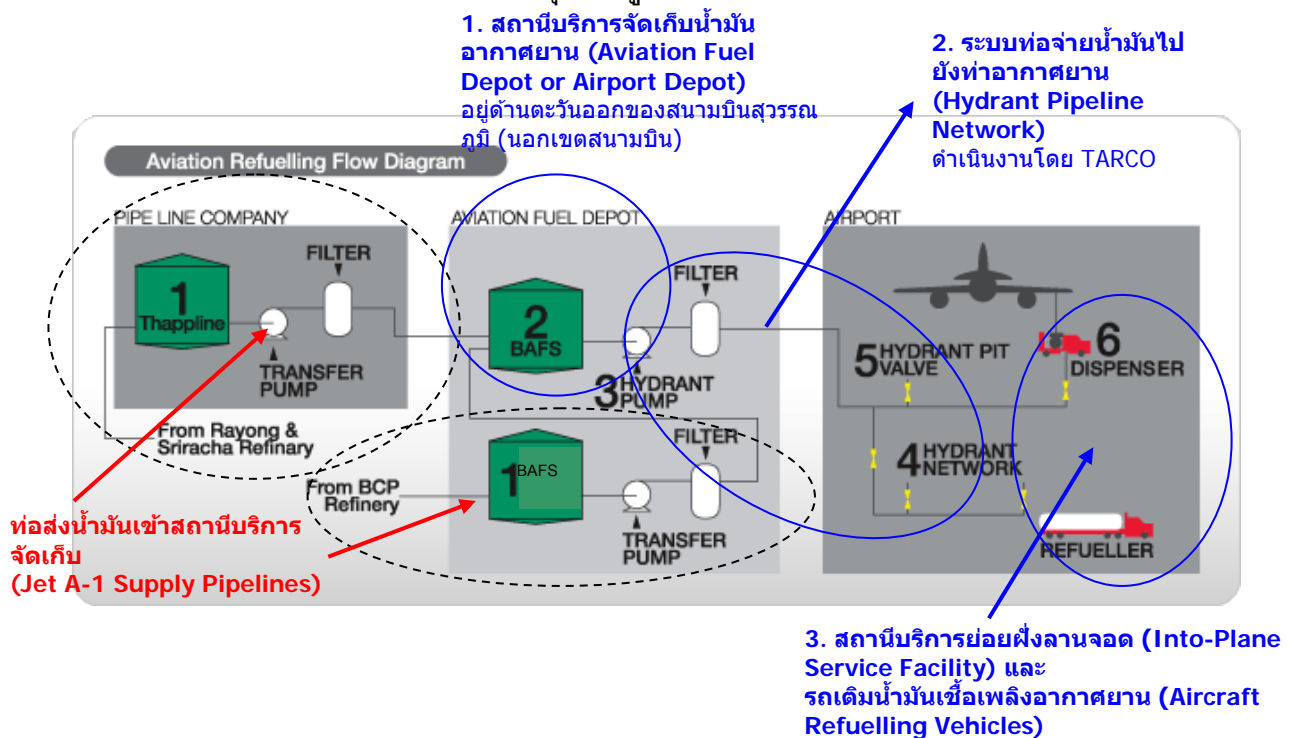 1. สถานีบริการจัดเก็บน้ำมัน
อากาศยาน (Aviation Fuel
Depot or Airport Depot)
อยู่ด้านตะวันออกของสนามบินสุวรรณ
ภูมิ (นอกเขตสนามบิน)
2. ระบบท่อจ่ายน้ำมันไป
ยังท่าอากาศยาน
(Hydrant Pipeline
Network)
ดำเนินงานโดย TARCO
Aviation Refuelling Flow Diagram
PIPE LINE COMPANY
AVIATION FUEL DEPOT
AIRPORT
FILTER
1
Thappline
TRANSFER
PUMP
From Rayong &
Sriracha Refinary
FILTER
2
BAFS
3 HYDRANT
PUMP
FILTER
1
BAFS
From BCP
Refinery
TRANSFER
PUMP
5 HYDRANT PIT
VALVE
6
DISPENSER
4 HYDRANT
NETWORK
REFUELLER
ท่อส่งน้ำมันเข้าสถานีบริการ
จัดเก็บ
(Jet A-1 Supply Pipelines)
3. สถานีบริการย่อยฝั่งลานจอด (Into-Plane
Service Facility) และ
รถเติมน้ำมันเชื้อเพลิงอากาศยาน (Aircraft
Refuelling Vehicles)